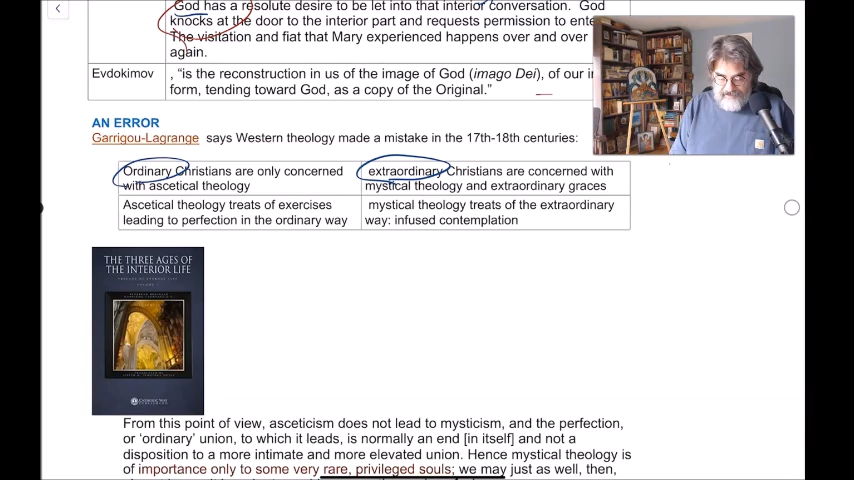 God has a resolute desire to be let into that interior conversation. God
knocks at the door to the interior part and requests permission to
The visitation and fiat that Mary experienced happens over and over
again.
Evdokimov
, “is the reconstruction in us of the image of God (imago Dei), of our
form, tending toward God, as a copy of the Original.”
AN ERROR
Garrigou-Lagrange says Western theology made a mistake in the 17th-18th centuries:
Ordinary Christians are only concerned
with ascetical theology
extraordinary Christians are concerned with
mystical theology and extraordinary graces
Ascetical theology treats of exercises
leading to perfection in the ordinary way
mystical theology treats of the extraordinary
way: infused contemplation
THE THREE AGES OF
THE INTERIOR LIFE
From this point of view, asceticism does not lead to mysticism, and the perfection,
or ‘ordinary’ union, to which it leads, is normally an end [in itself] and not a
disposition to a more intimate and more elevated union. Hence mystical theology is
of importance only to some very rare, privileged souls; we may just as well, then,